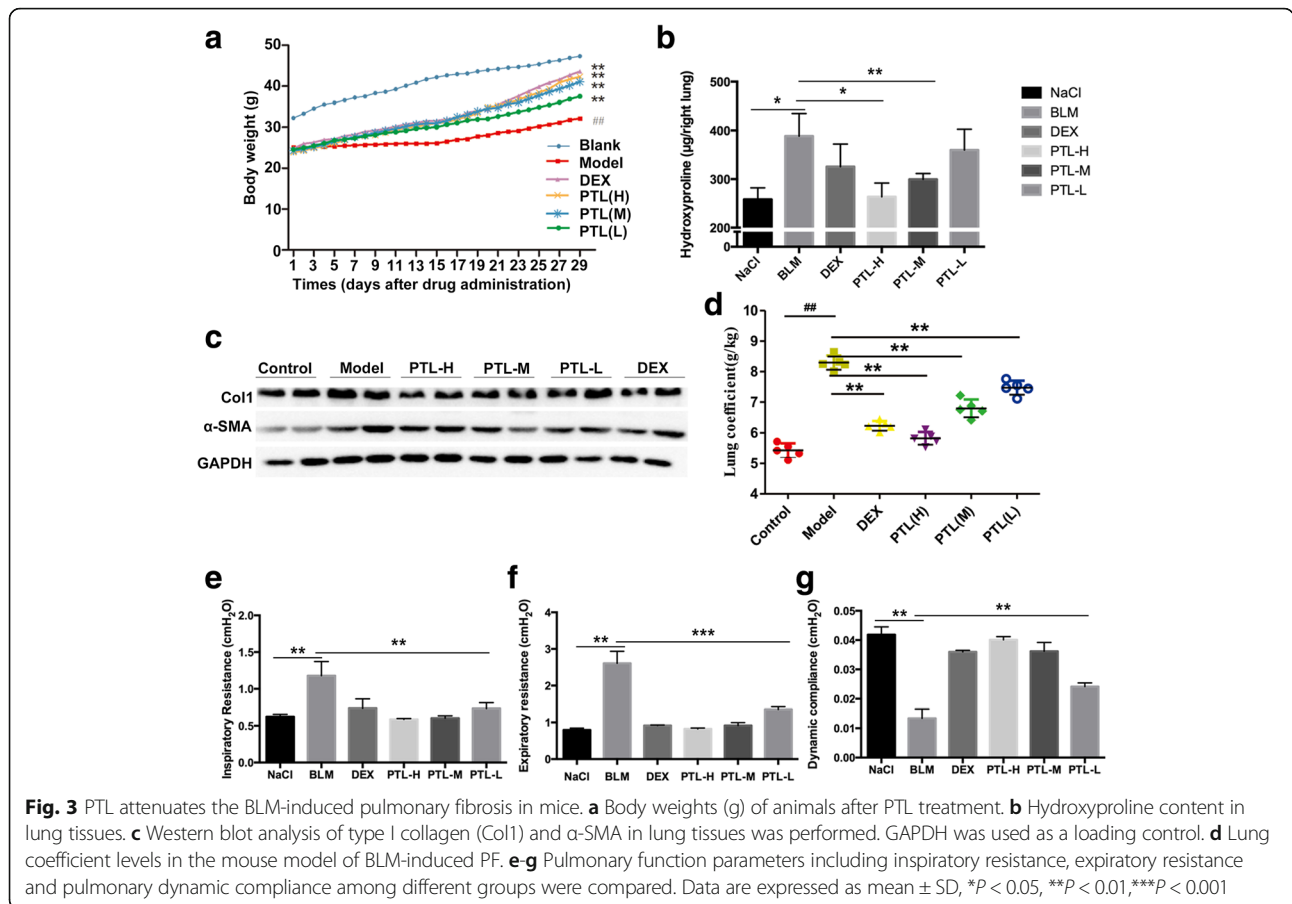 a
Body weight (g)
50
40
30
20
10
0
1 3 5 7 9 11 13 15 17 19 21 23 25 27 29
Times (days after drug administration)
**
**
**
**
##
Blank
Model
DEX
PTL(H)
PTL(M)
PTL(L)
b
Hydroxyproline (μg/right lung)
500
400
300
200
0
* * **
NaCl BLM DEX PTL-H PTL-M PTL-L
NaCl
BLM
DEX
PTL-H
PTL-M
PTL-L
c
Control Model PTL-H PTL-M PTL-L DEX
Col1
α-SMA
GAPDH
d
Lung coefficient(g/kg)
10
9
8
7
6
5
4
##
**
**
**
**
Control Model DEX PTL(H) PTL(M) PTL(L)
e
Inspiratory Resistance (cmH2O)
2.0
1.5
1.0
0.5
0.0
** **
NaCl BLM DEX PTL-H PTL-M PTL-L
f
Expiratory resistance (cmH2O)
4
3
2
1
0
** ***
NaCl BLM DEX PTL-H PTL-M PTL-L
g
Dynamic compliance (cmH2O)
0.05
0.04
0.03
0.02
0.01
0.00
** **
NaCl BLM DEX PTL-H PTL-M PTL-L
Fig. 3 PTL attenuates the BLM-induced pulmonary fibrosis in mice. a Body weights (g) of animals after PTL treatment. b Hydroxyproline content in
lung tissues. c Western blot analysis of type I collagen (Col1) and α-SMA in lung tissues was performed. GAPDH was used as a loading control. d Lung
coefficient levels in the mouse model of BLM-induced PF. e-g Pulmonary function parameters including inspiratory resistance, expiratory resistance
and pulmonary dynamic compliance among different groups were compared. Data are expressed as mean ± SD, *P < 0.05, **P < 0.01,***P < 0.001